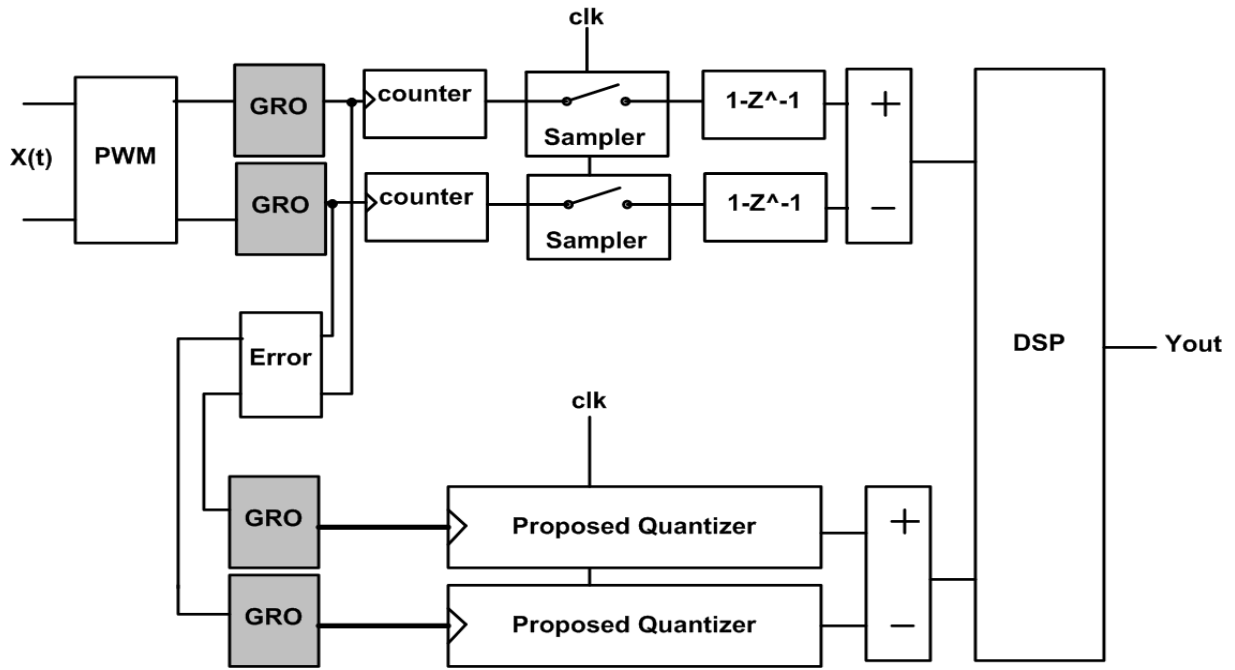 clk
GRO
counter
Sampler
1-Z^-1
+
X(t)
PWM
GRO
counter
Sampler
1-Z^-1
−
Error
DSP
Yout
clk
GRO
Proposed Quantizer
+
GRO
Proposed Quantizer
−